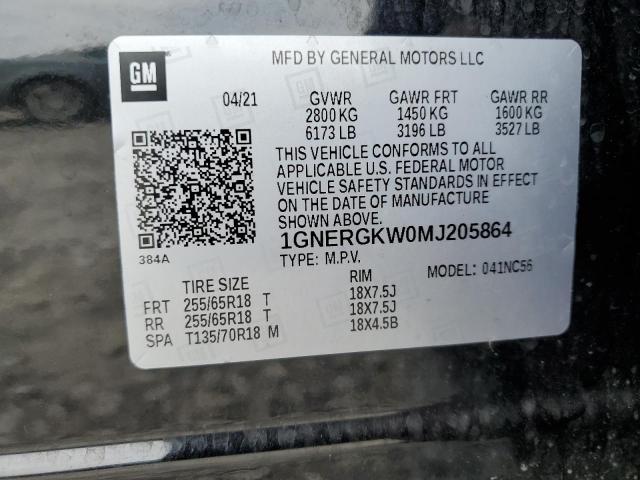 GM
MFD BY GENERAL MOTORS LLC
04/21 GVWR GAWR FRT GAWR RR
2800 KG 1450 KG 1600 KG
6173 LB 3196 LB 3527 LB
THIS VEHICLE CONFORMS TO ALL
APPLICABLE U.S. FEDERAL MOTOR
VEHICLE SAFETY STANDARDS IN EFFECT
ON THE DATE OF MANUFACTURE
1GNERGKW0MJ205864
384A
TYPE: M.P.V. MODEL: 041NC56
TIRE SIZE RIM
FRT 255/65R18 T 18X7.5J
RR 255/65R18 T 18X7.5J
SPA T135/70R18 M 18X4.5B